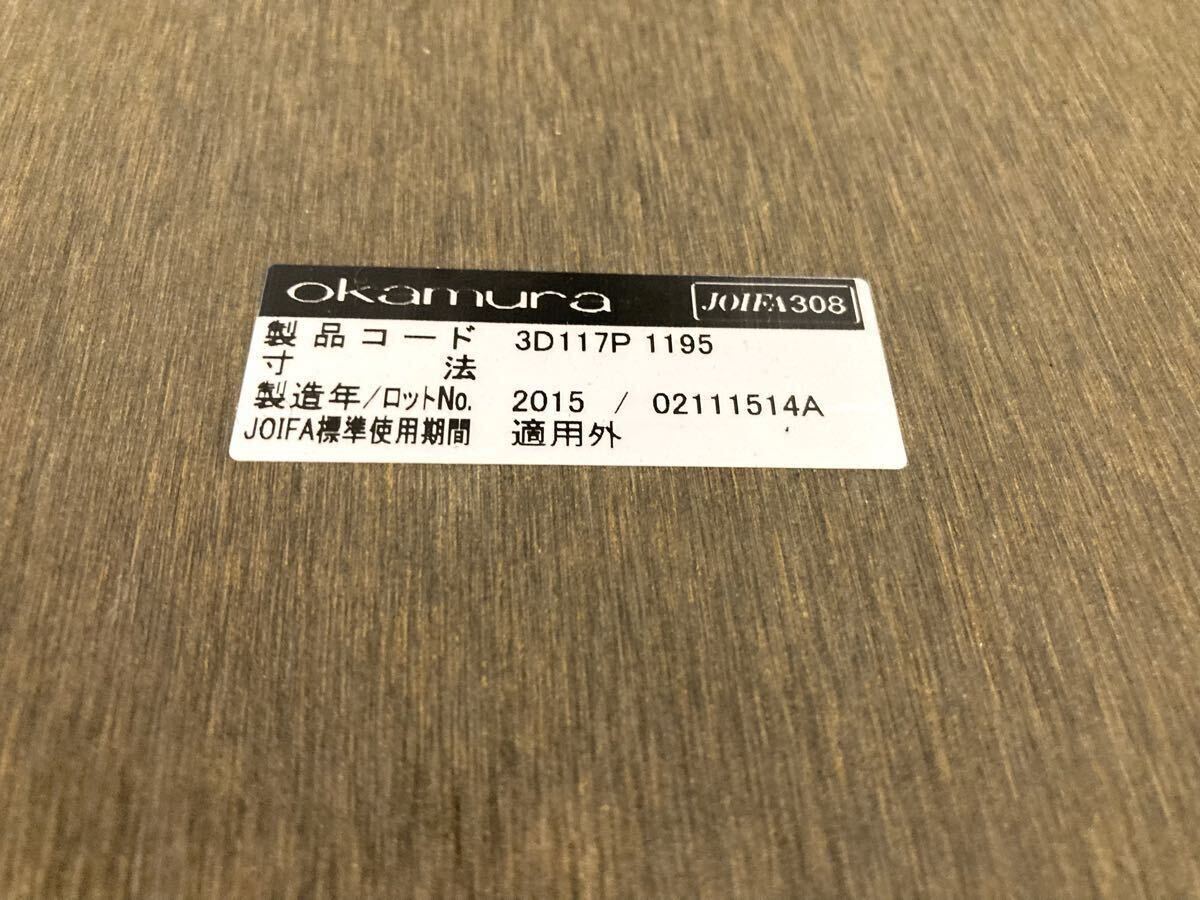 okamura JOIFA308
製品コード 3D117P 1195
寸法
製造年/ロットNo. 2015 / 02111514A
JOIFA標準使用期間 適用外